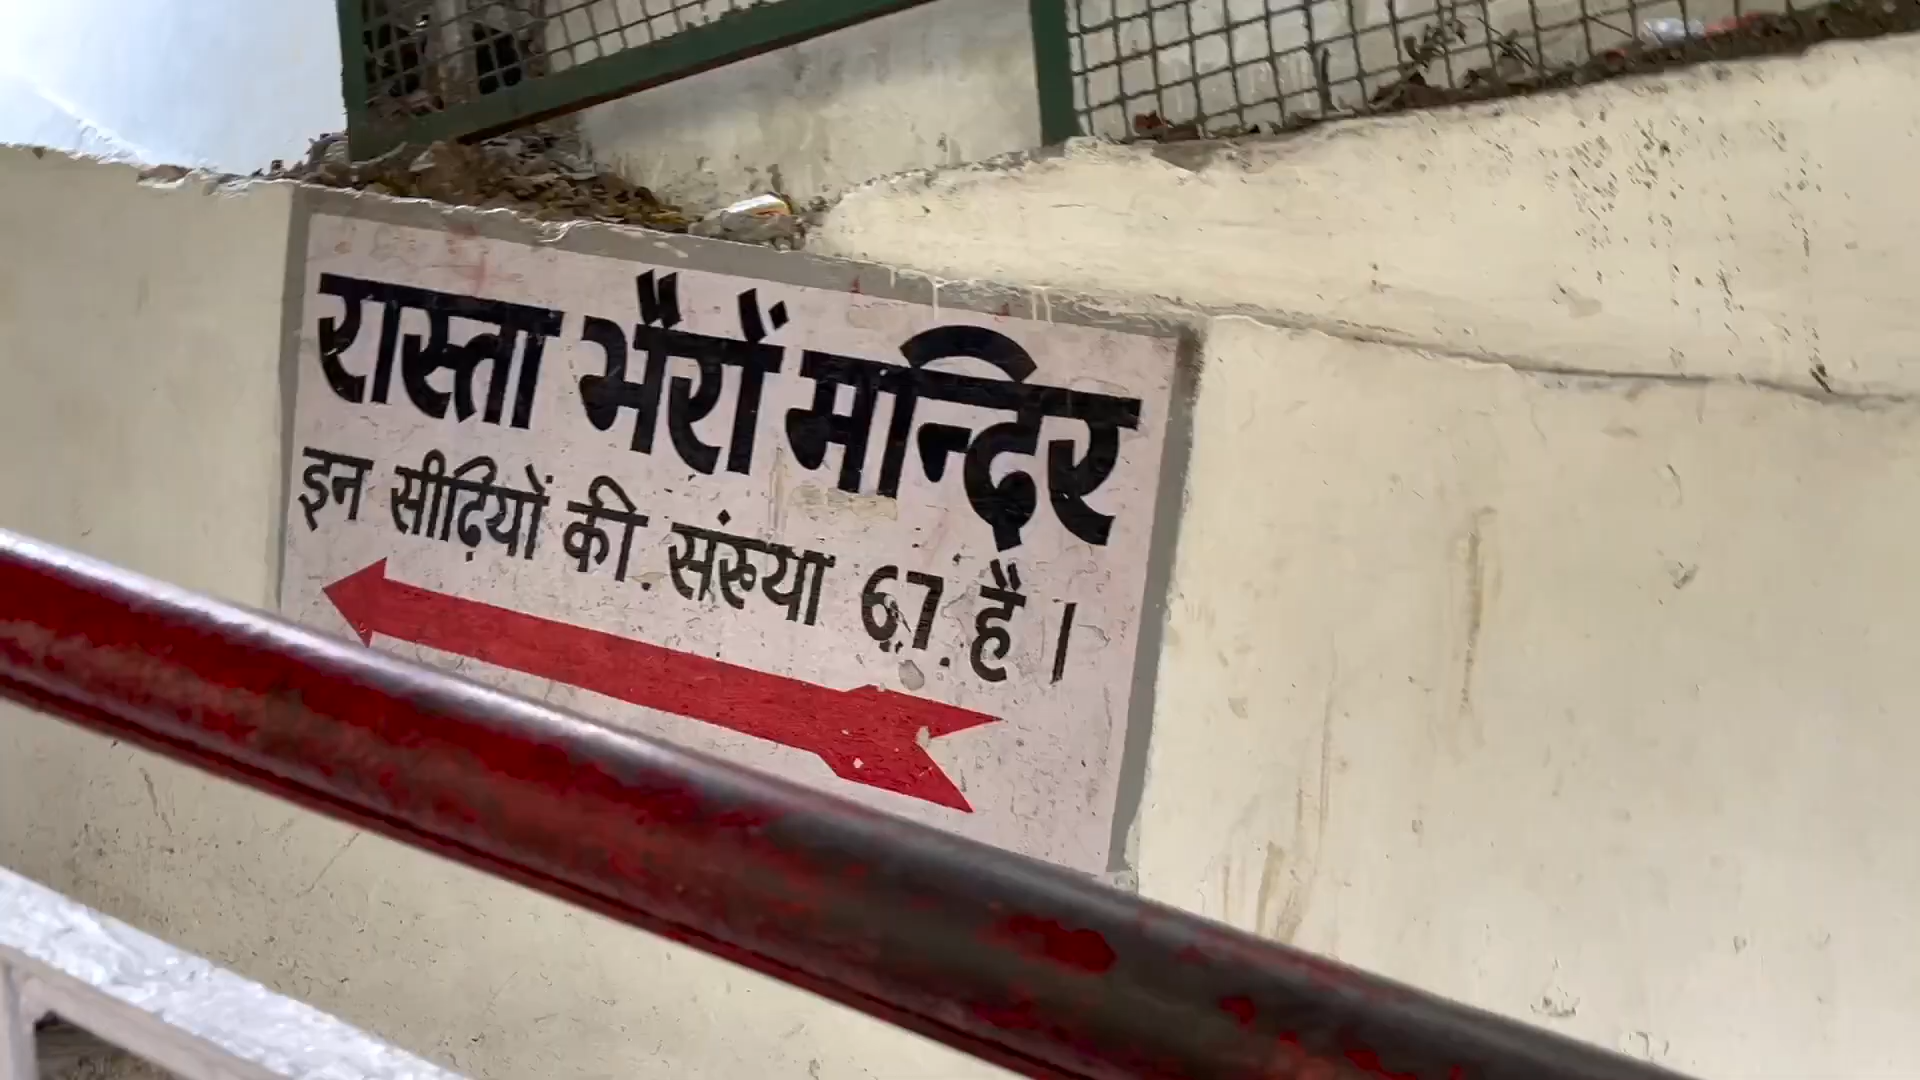 रास्ता भैरों मन्दिर
इन सीढ़ियों की संख्या 67 है ।